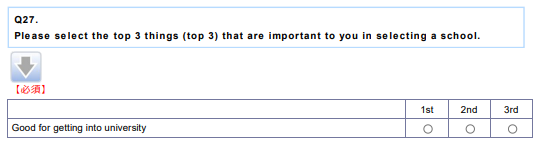 Q27.
Please select the top 3 things (top 3) that are important to you in selecting a school.
【必須】
1st 2nd 3rd
Good for getting into university